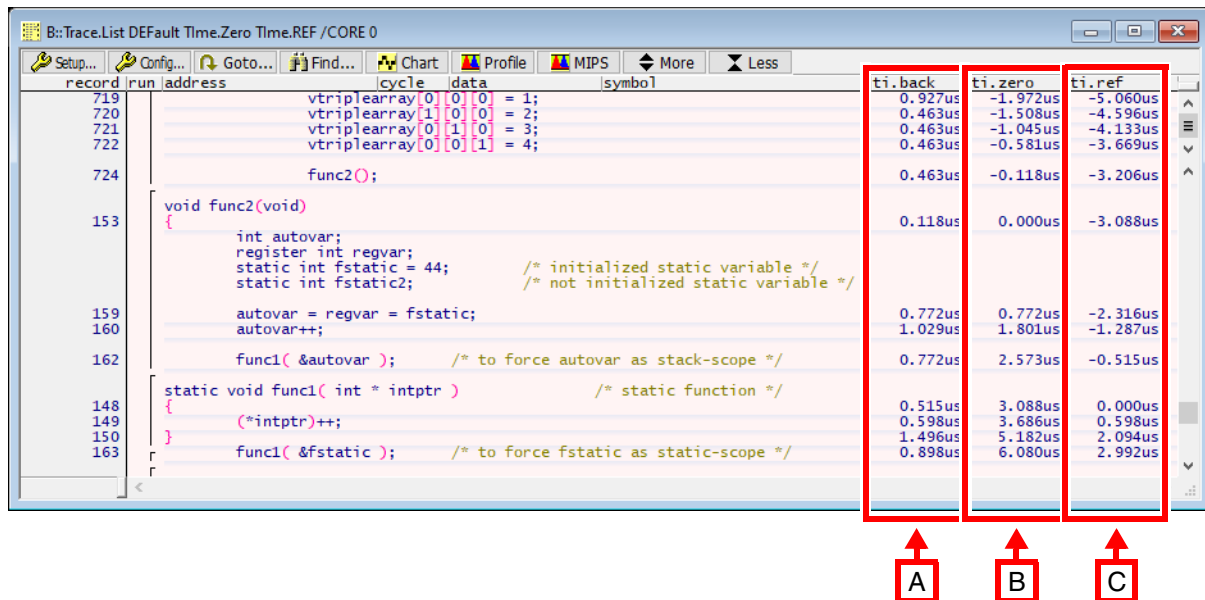 B::Trace.List DEFault TIme.Zero TIme.REF /CORE 0
Setup... Config... Goto... Find... Chart Profile MIPS More Less
record run address cycle data symbol ti.back ti.zero ti.ref
719 vtriplearray[0][0][0] = 1; 0.927us -1.972us -5.060us
720 vtriplearray[1][0][0] = 2; 0.463us -1.508us -4.596us
721 vtriplearray[0][1][0] = 3; 0.463us -1.045us -4.133us
722 vtriplearray[0][0][1] = 4; 0.463us -0.581us -3.669us
724 func2(); 0.463us -0.118us -3.206us
void func2(void)
153 { 0.118us 0.000us -3.088us
int autovar;
register int regvar;
static int fstatic = 44; /* initialized static variable */
static int fstatic2; /* not initialized static variable */
159 autovar = regvar = fstatic; 0.772us 0.772us -2.316us
160 autovar++; 1.029us 1.801us -1.287us
162 func1( &autovar ); /* to force autovar as stack-scope */ 0.772us 2.573us -0.515us
static void func1( int * intptr ) /* static function */
148 { 0.515us 3.088us 0.000us
149 (*intptr)++; 0.598us 3.686us 0.598us
150 } 1.496us 5.182us 2.094us
163 func1( &fstatic ); /* to force fstatic as static-scope */ 0.898us 6.080us 2.992us
A B C